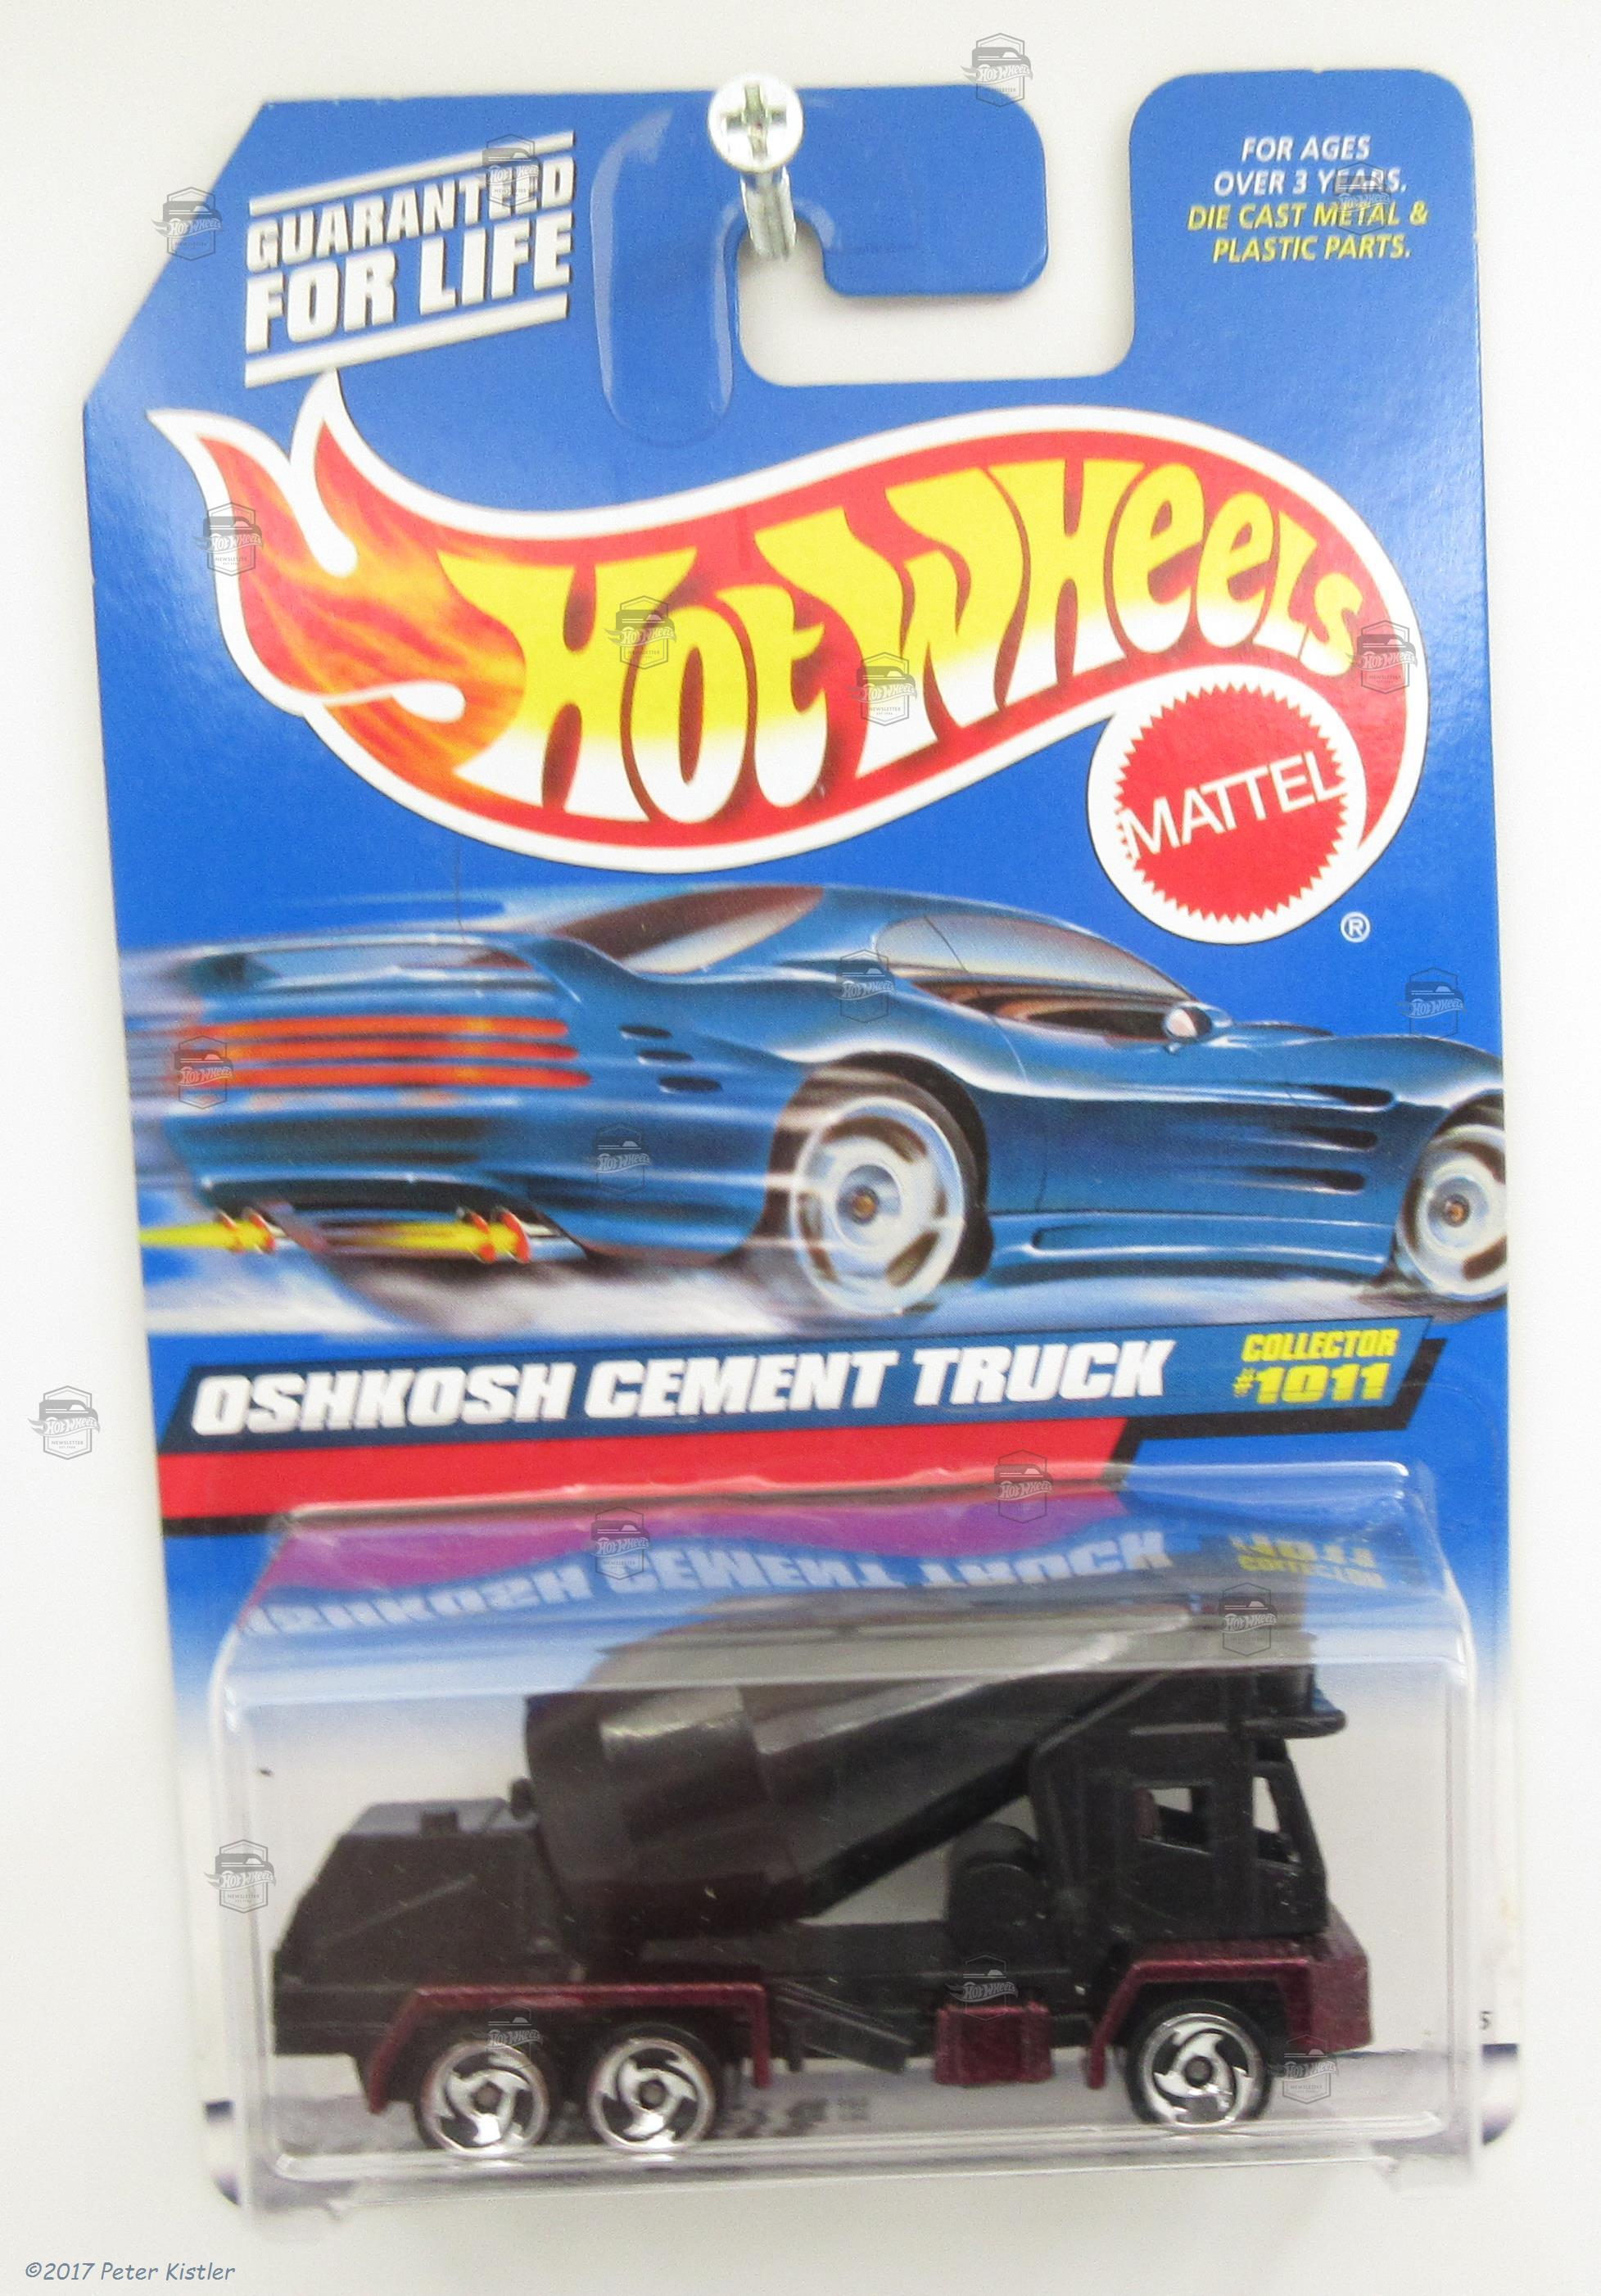 GUARANTEED
FOR LIFE
FOR AGES
OVER 3 YEARS.
DIE CAST METAL &
PLASTIC PARTS.
Hot Wheels
MATTEL
®
OSHKOSH CEMENT TRUCK
COLLECTOR
#1011
©2017 Peter Kistler